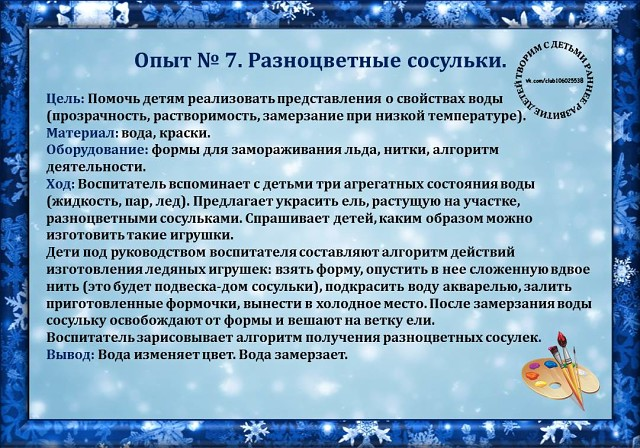 Опыт № 7. Разноцветные сосульки.
ТВОРИМ С ДЕТЬМИ РАННЕЕ РАЗВИТИЕ ДЕТЕЙ
vk.com/club106025538
Цель: Помочь детям реализовать представления о свойствах воды
(прозрачность, растворимость, замерзание при низкой температуре).
Материал: вода, краски.
Оборудование: формы для замораживания льда, нитки, алгоритм
деятельности.
Ход: Воспитатель вспоминает с детьми три агрегатных состояния воды
(жидкость, пар, лед). Предлагает украсить ель, растущую на участке,
разноцветными сосульками. Спрашивает детей, каким образом можно
изготовить такие игрушки.
Дети под руководством воспитателя составляют алгоритм действий
изготовления ледяных игрушек: взять форму, опустить в нее сложенную вдвое
нить (это будет подвеска-дом сосульки), подкрасить воду акварелью, залить
приготовленные формочки, вынести в холодное место. После замерзания воды
сосульку освобождают от формы и вешают на ветку ели.
Воспитатель зарисовывает алгоритм получения разноцветных сосулек.
Вывод: Вода изменяет цвет. Вода замерзает.